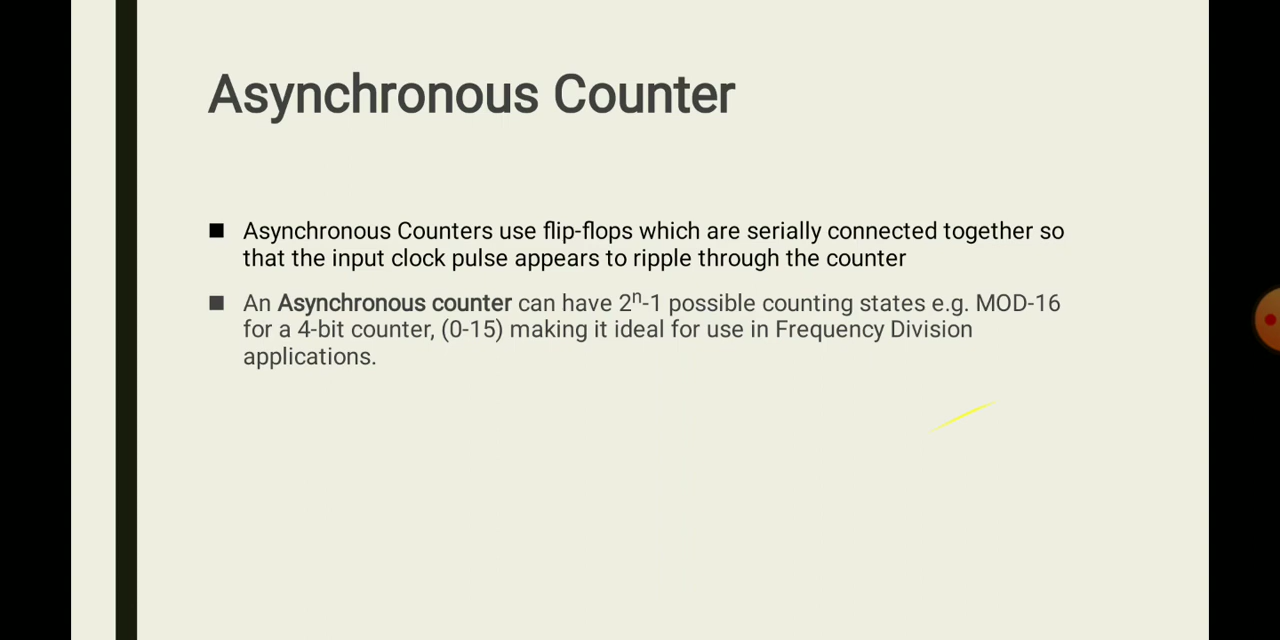 Asynchronous Counter
■ Asynchronous Counters use flip-flops which are serially connected together so
that the input clock pulse appears to ripple through the counter
■ An Asynchronous counter can have 2ⁿ-1 possible counting states e.g. MOD-16
for a 4-bit counter, (0-15) making it ideal for use in Frequency Division
applications.